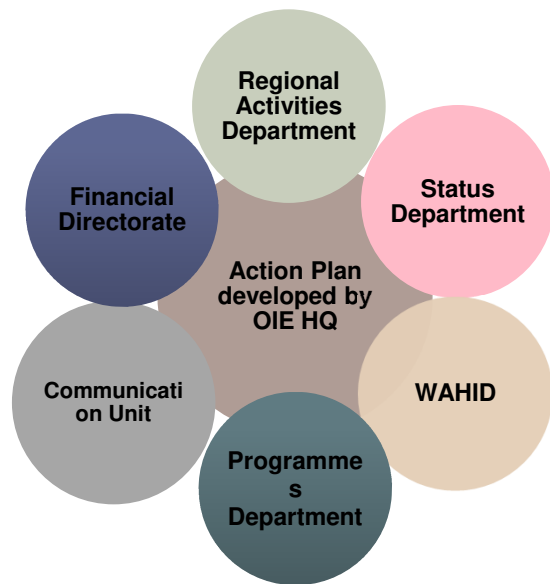 Regional
Activities
Department
Financial
Directorate
Status
Department
Action Plan
developed by
OIE HQ
Communicati
on Unit
WAHID
Programme
s
Department